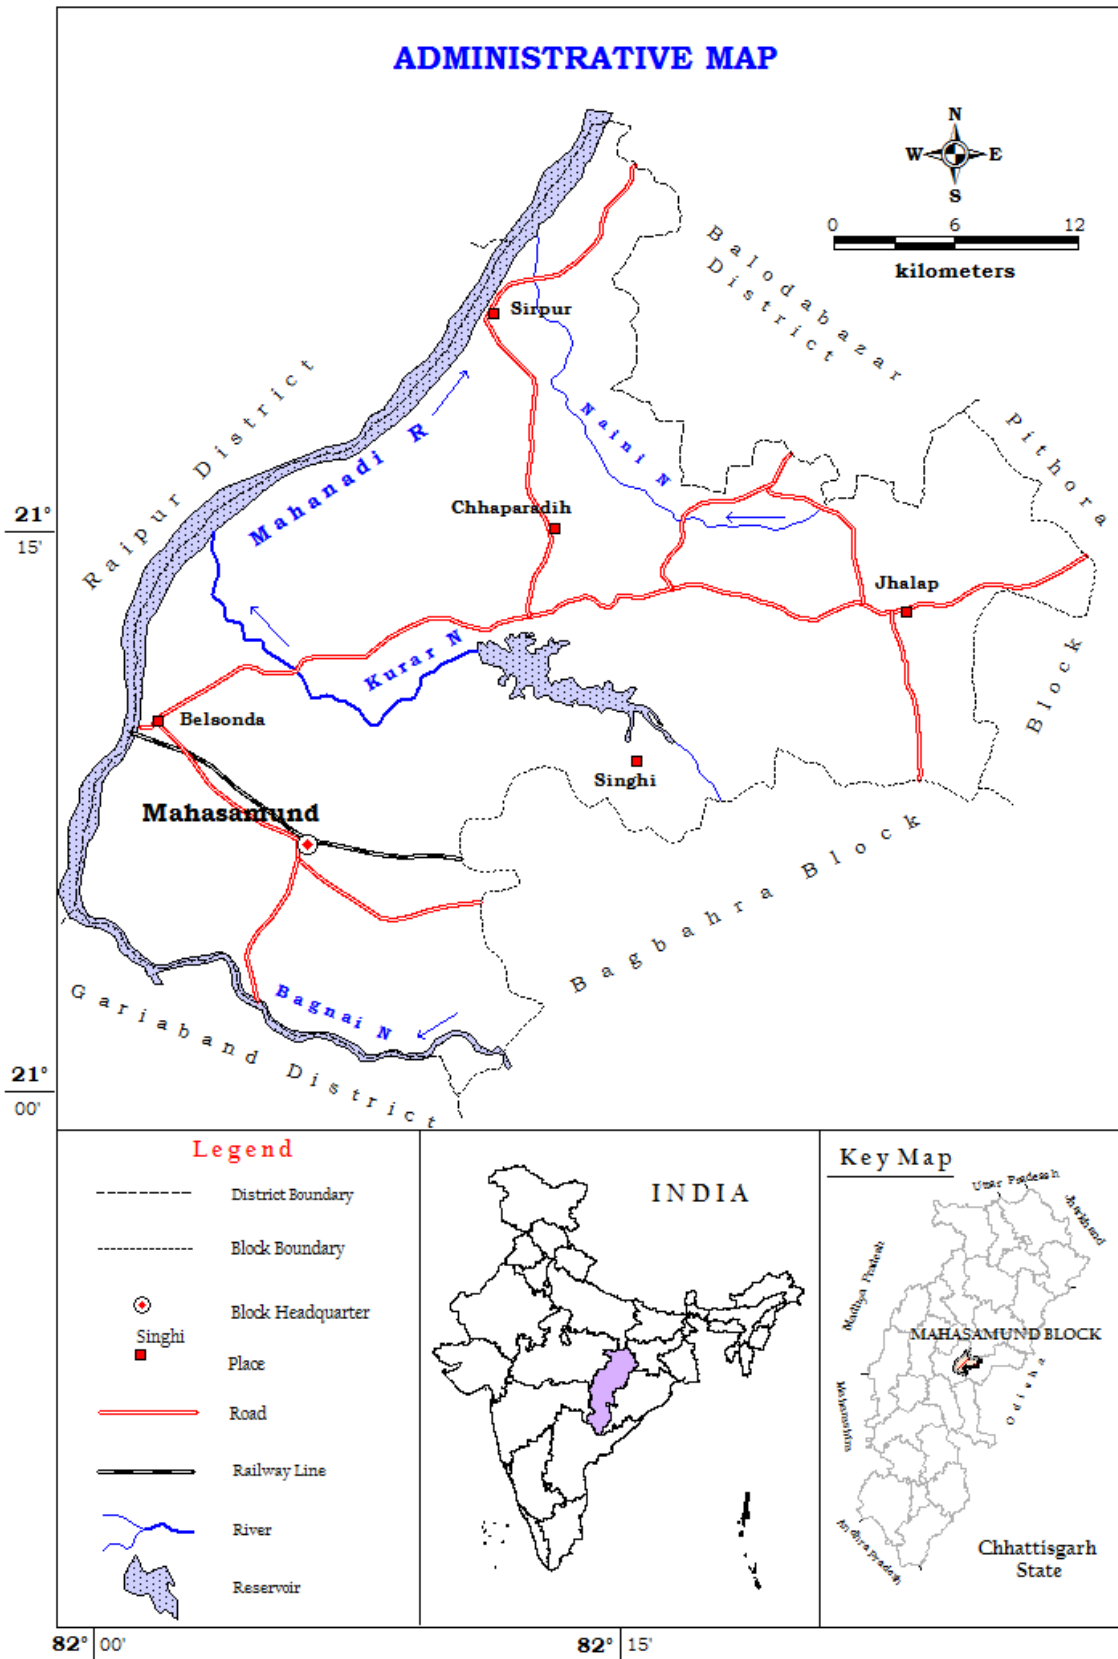 ADMINISTRATIVE MAP
N
W E
S
0 6 12
kilometers
Balodabazar
District
Sirpur
Raipur District
Mahanadi R
Naini N
Pithora
Block
Chhaparadih
21°
15'
Jhalap
Kurar N
Belsonda
Singhi
Mahasamund
Bagbahra Block
Bagnai N
Gariaband District
21°
00'
Legend
District Boundary
Block Boundary
Block Headquarter
Singhi
Place
Road
Railway Line
River
Reservoir
INDIA
Key Map
Uttar Pradesh
Jharkhand
Madhya Pradesh
MAHASAMUND BLOCK
Maharashtra
Odisha
Andhra Pradesh
Chhattisgarh
State
82° 00'
82° 15'